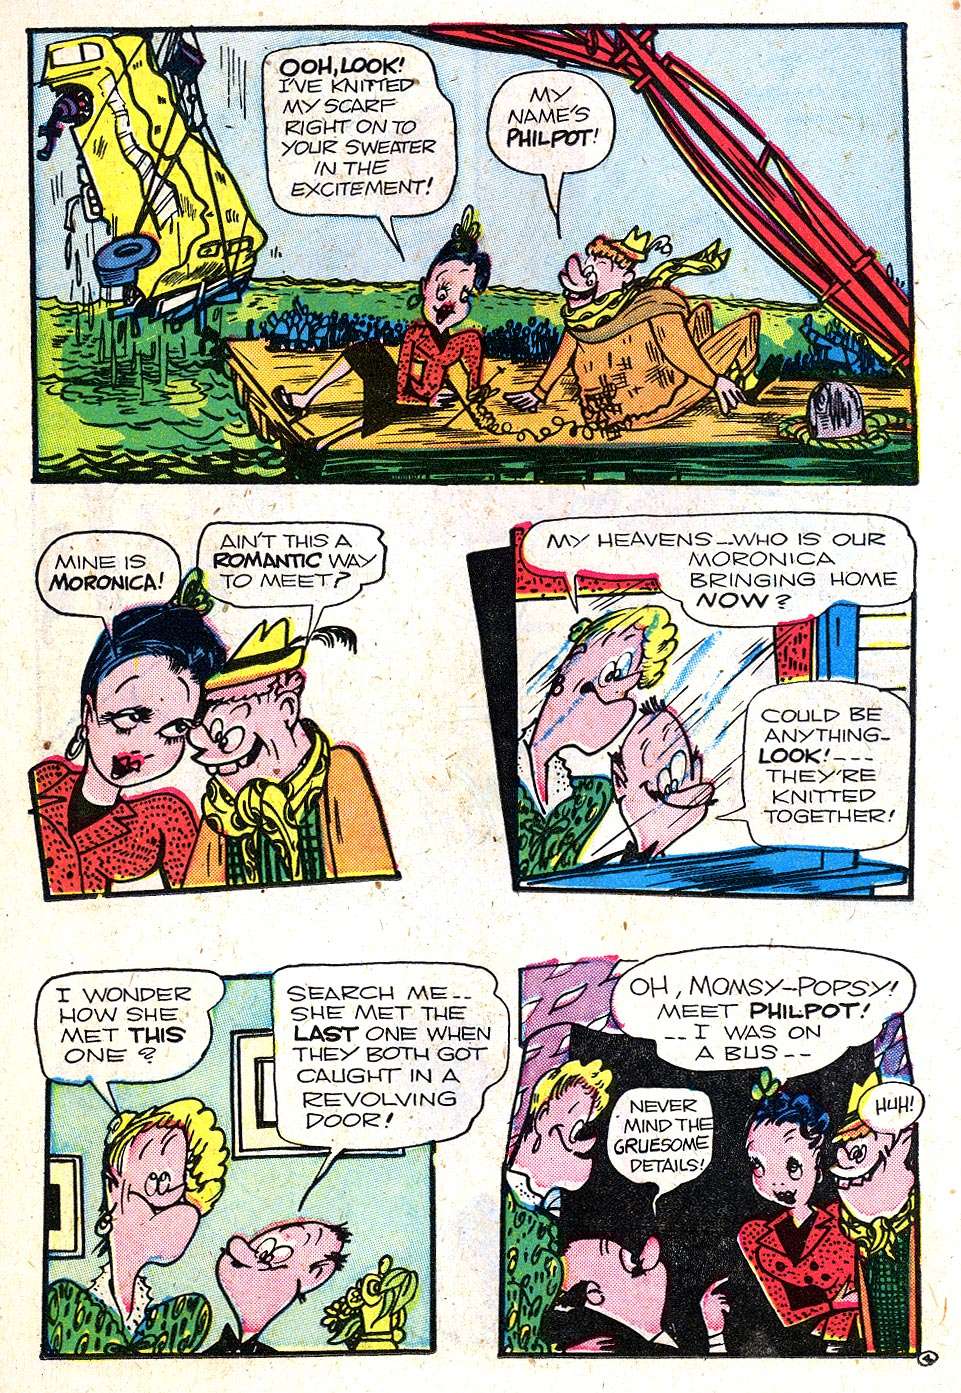 OOH, LOOK!
I'VE KNITTED
MY SCARF
RIGHT ON TO
YOUR SWEATER
IN THE
EXCITEMENT!
MY
NAME'S
PHILPOT!
MINE IS
MORONICA!
AIN'T THIS A
ROMANTIC WAY
TO MEET?
MY HEAVENS--WHO IS OUR
MORONICA
BRINGING HOME
NOW?
COULD BE
ANYTHING--
LOOK!---
THEY'RE
KNITTED
TOGETHER!
I WONDER
HOW SHE
MET THIS
ONE?
SEARCH ME--
SHE MET THE
LAST ONE WHEN
THEY BOTH GOT
CAUGHT IN A
REVOLVING
DOOR!
OH, MOMSY-POPSY!
MEET PHILPOT!
--I WAS ON
A BUS--
NEVER
MIND THE
GRUESOME
DETAILS!
HUH!
4